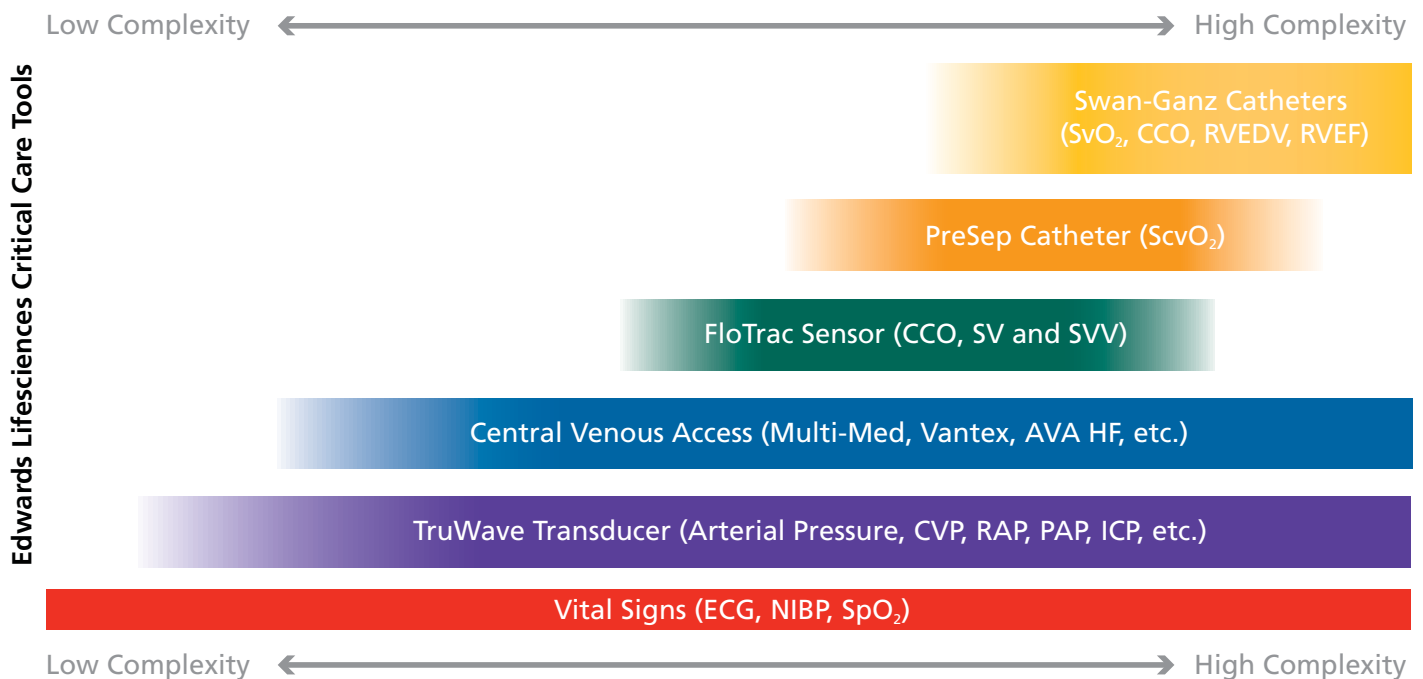 Low Complexity
High Complexity
Edwards Lifesciences Critical Care Tools
Swan-Ganz Catheters
(SvO₂, CCO, RVEDV, RVEF)
PreSep Catheter (ScvO₂)
FloTrac Sensor (CCO, SV and SVV)
Central Venous Access (Multi-Med, Vantex, AVA HF, etc.)
TruWave Transducer (Arterial Pressure, CVP, RAP, PAP, ICP, etc.)
Vital Signs (ECG, NIBP, SpO₂)
Low Complexity
High Complexity